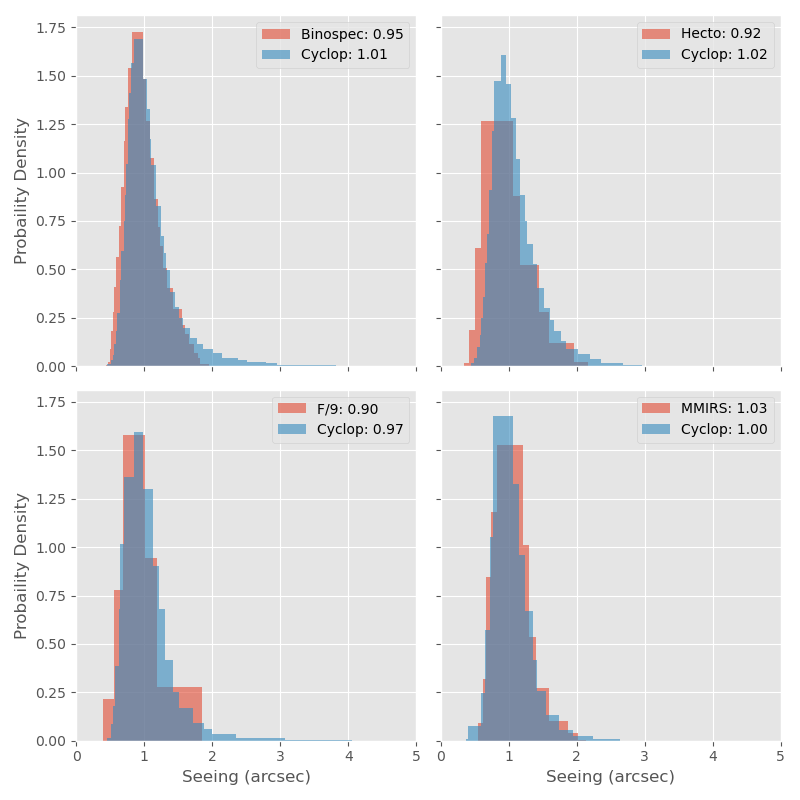 1.75
1.50
1.25
1.00
0.75
0.50
0.25
0.00
Probaility Density
Binospec: 0.95
Cyclop: 1.01
Hecto: 0.92
Cyclop: 1.02
1.75
1.50
1.25
1.00
0.75
0.50
0.25
0.00
Probaility Density
F/9: 0.90
Cyclop: 0.97
0 1 2 3 4 5
Seeing (arcsec)
MMIRS: 1.03
Cyclop: 1.00
0 1 2 3 4 5
Seeing (arcsec)